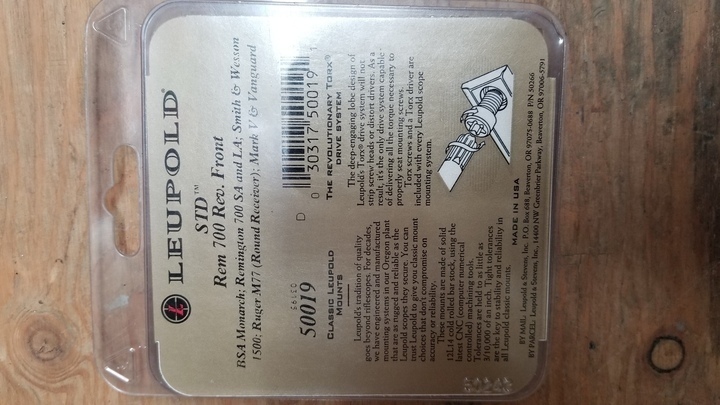 LEUPOLD®
STD™
Rem 700 Rev. Front
BSA Monarch; Remington 700 SA and LA; Smith & Wesson
1500; Ruger M77 (Round Receiver); Mark V & Vanguard
50019
CLASSIC LEUPOLD
MOUNTS
Leupold's tradition of quality
goes beyond riflescopes. For decades,
we have engineered and manufactured
mounting systems in our Oregon plant
that are as rugged and reliable as the
Leupold scopes they secure. You can
trust Leupold to give you classic mount
choices that don't compromise on
accuracy or reliability.
These mounts are made of solid
12L14 cold rolled bar stock, using the
latest CNC (computer numerical
controlled) machining tools.
Tolerances are held to as little as
5/10,000 of an inch. Tight tolerances
are the key to stability and reliability in
all Leupold classic mounts.
D
0 30317 50019 1
THE REVOLUTIONARY TORX®
DRIVE SYSTEM
The deep-engaging lobe design of
Leupold's Torx® drive system will not
strip screw heads or distort drivers. As a
result, it's the only drive system capable
of delivering all the torque necessary to
properly seat mounting screws.
Torx screws and a Torx driver are
included with every Leupold scope
mounting system.
MADE IN USA
BY MAIL: Leupold & Stevens, Inc. P.O. Box 688, Beaverton, OR 97075-0688 P/N 50266
BY PARCEL: Leupold & Stevens, Inc., 14400 NW Greenbrier Parkway, Beaverton, OR 97006-5791